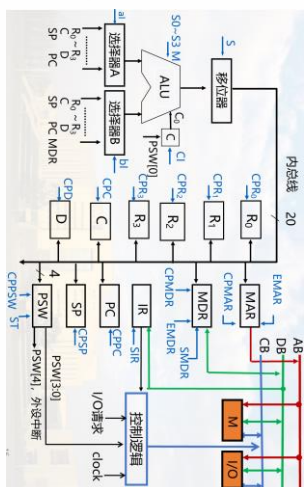 S0~S3 M
S
aI
SP
C
R₀~R₃
PC
D
选择器A
ALU
移位器
SP
C
R₀~R₃
PC MDR
D
选择器B
bI
C₀
C
CI
PSW[0]
内总线
20
CPD
CPC
CPR₃
CPR₂
CPR₁
CPR₀
D
C
R₃
R₂
R₁
R₀
4
PSW
SP
PC
IR
MDR
MAR
CPPSW
ST
CPSP
CPPC
SIR
CPMDR
EMDR
SMDR
CPMAR
EMAR
AB
DB
CB
PSW[4],外设中断
PSW[3:0]
I/O请求
clock
控制逻辑
M
I/O